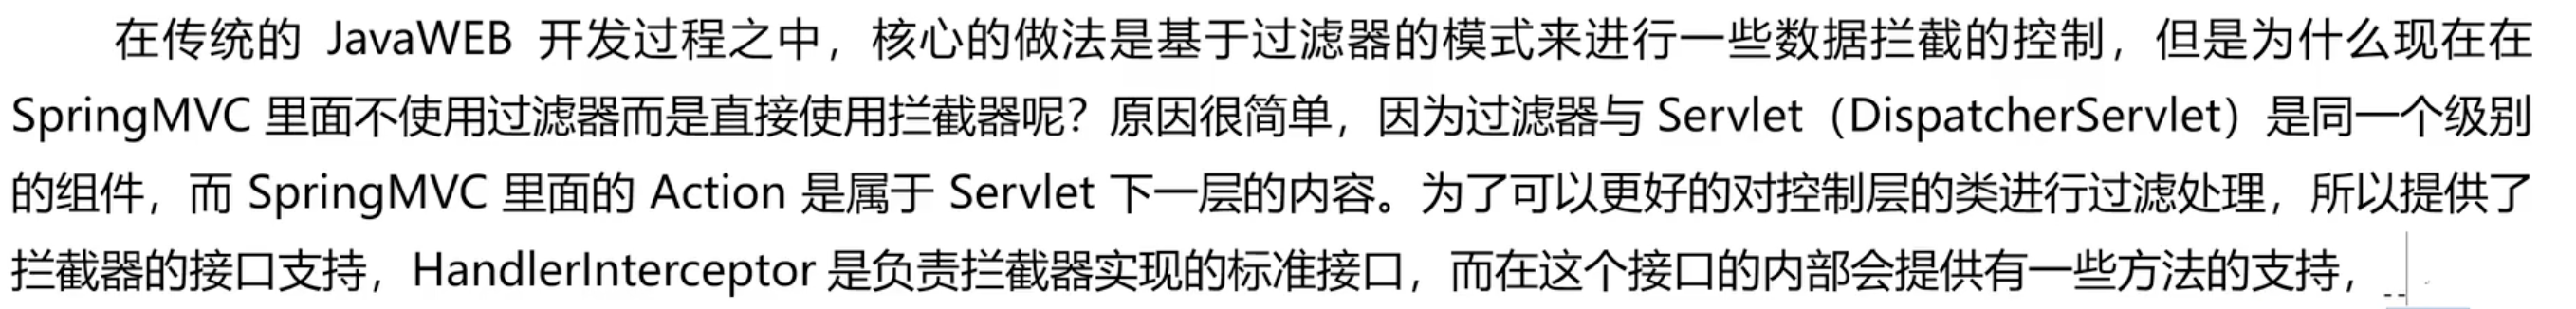 在传统的 JavaWEB 开发过程之中，核心的做法是基于过滤器的模式来进行一些数据拦截的控制，但是为什么现在在
SpringMVC 里面不使用过滤器而是直接使用拦截器呢？原因很简单，因为过滤器与 Servlet（DispatcherServlet）是同一个级别
的组件，而 SpringMVC 里面的 Action 是属于 Servlet 下一层的内容。为了可以更好的对控制层的类进行过滤处理，所以提供了
拦截器的接口支持，HandlerInterceptor 是负责拦截器实现的标准接口，而在这个接口的内部会提供有一些方法的支持，